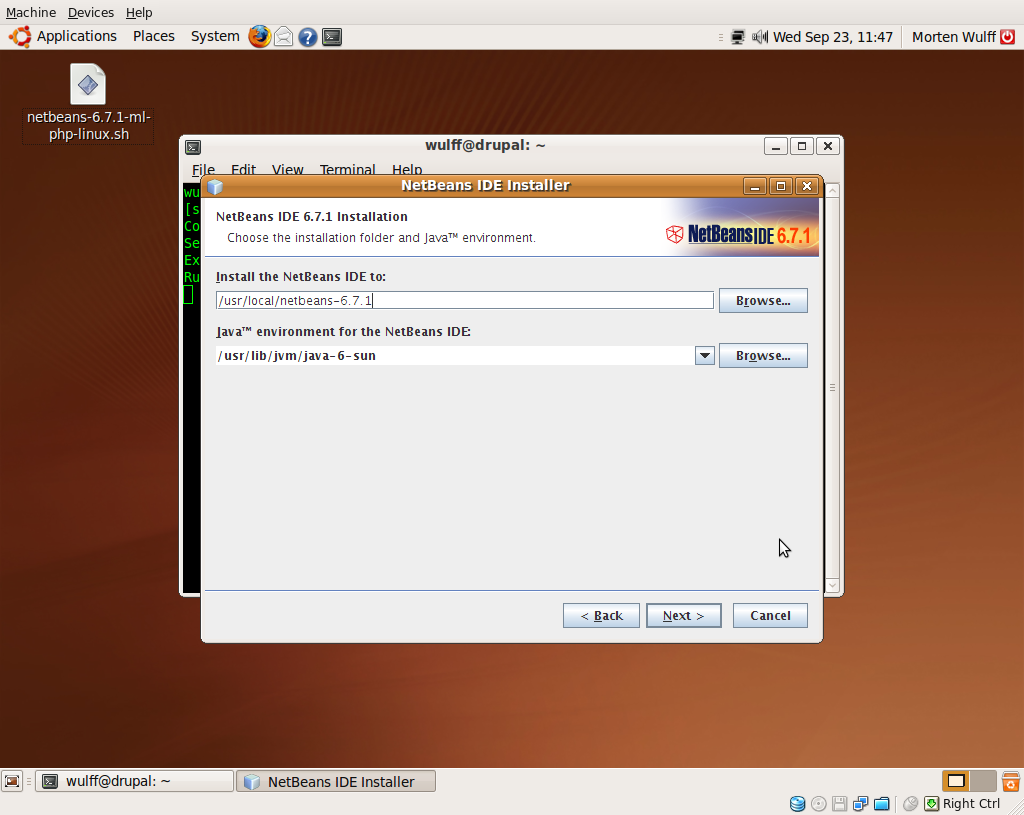 Machine Devices Help
Applications Places System Wed Sep 23, 11:47 Morten Wulff
netbeans-6.7.1-ml-
php-linux.sh
wulff@drupal: ~
File Edit View Terminal Help
NetBeans IDE Installer
wu
[s
Co
Se
Ex
Ru
NetBeans IDE 6.7.1 Installation
Choose the installation folder and Java™ environment.
NetBeans IDE 6.7.1
Install the NetBeans IDE to:
/usr/local/netbeans-6.7.1 Browse...
Java™ environment for the NetBeans IDE:
/usr/lib/jvm/java-6-sun Browse...
< Back Next > Cancel
wulff@drupal: ~ NetBeans IDE Installer
Right Ctrl